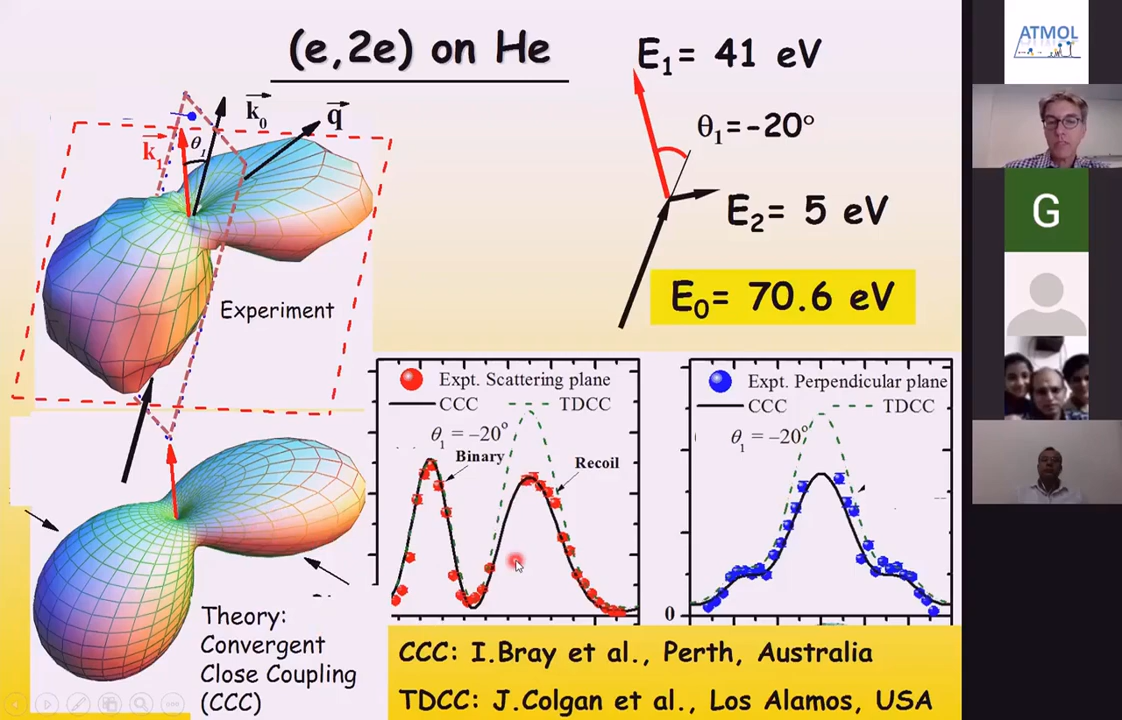 (e,2e) on He
k0
q
k1
θ1
Experiment
E1= 41 eV
θ1=-20°
E2= 5 eV
E0= 70.6 eV
Expt. Scattering plane
CCC
TDCC
θ1 = –20°
Binary
Recoil
Expt. Perpendicular plane
CCC
TDCC
θ1 = –20°
0
Theory:
Convergent
Close Coupling
(CCC)
CCC: I.Bray et al., Perth, Australia
TDCC: J.Colgan et al., Los Alamos, USA
ATMOL
G